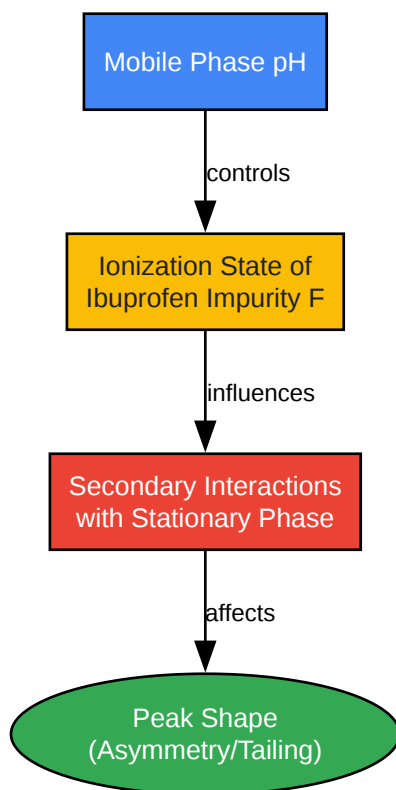 Mobile Phase pH
controls
Ionization State of
Ibuprofen Impurity F
influences
Secondary Interactions
with Stationary Phase
affects
Peak Shape
(Asymmetry/Tailing)